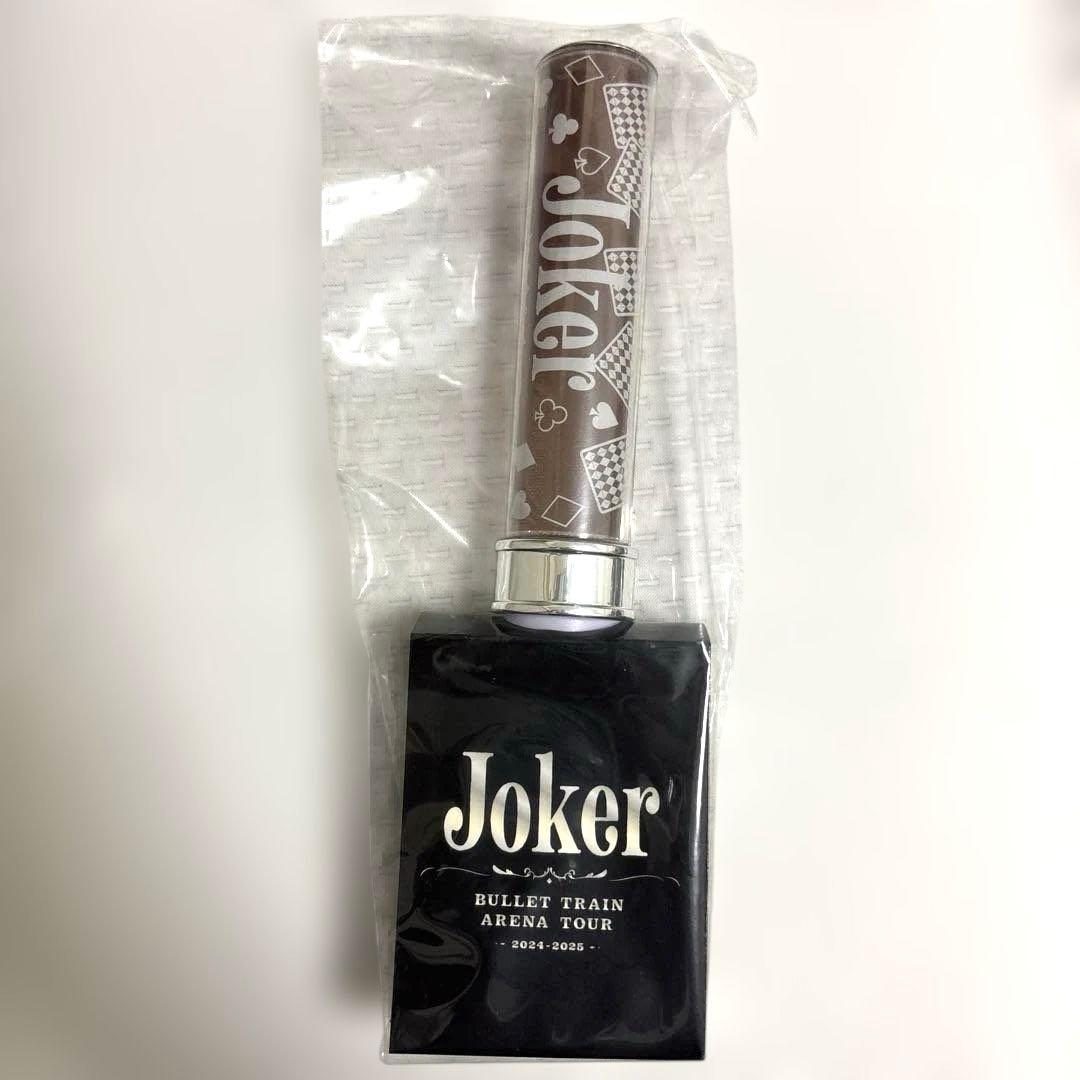 Joker
Joker
BULLET TRAIN
ARENA TOUR
- 2024-2025 -